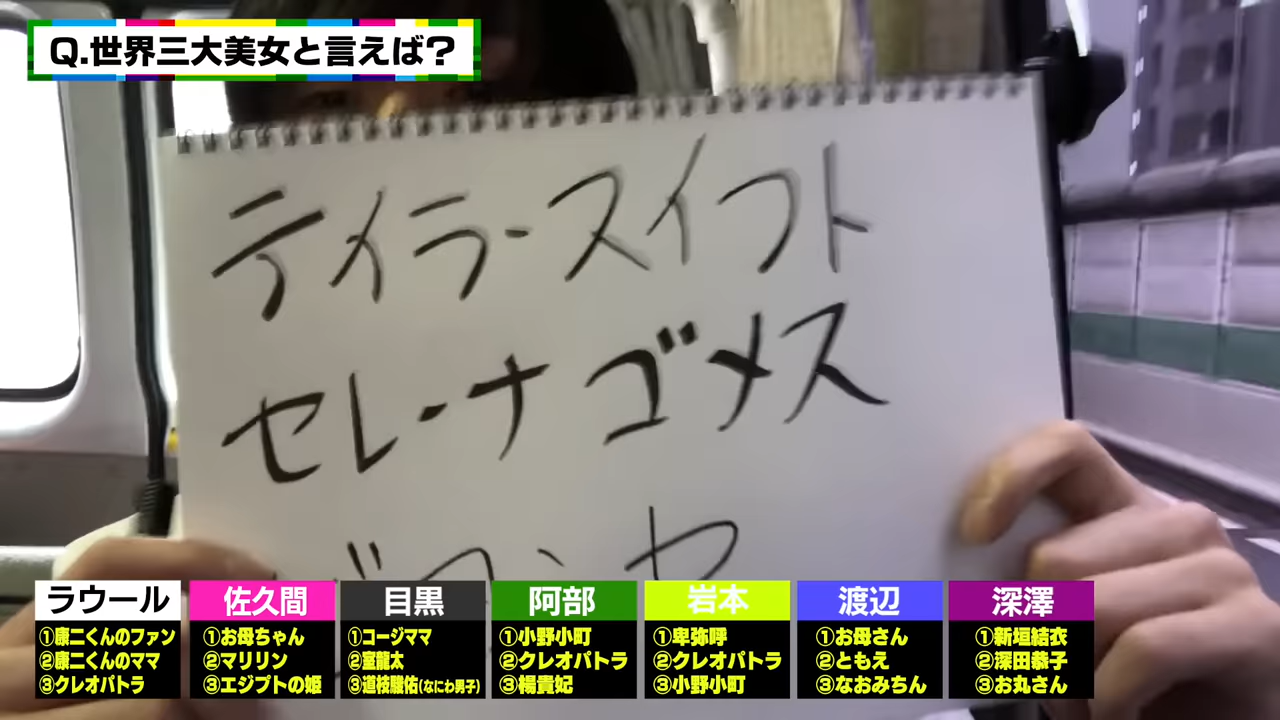 Q.世界三大美女と言えば?
テイラースイフト
セレーナゴメス
ラウール
①康二くんのファン
②康二くんのママ
③クレオパトラ
佐久間
①お母ちゃん
②マリリン
③エジプトの姫
目黒
①コージママ
②室龍太
③道枝駿佑(なにわ男子)
阿部
①小野小町
②クレオパトラ
③楊貴妃
岩本
①卑弥呼
②クレオパトラ
③小野小町
渡辺
①お母さん
②ともえ
③なおみちん
深澤
①新垣結衣
②深田恭子
③お丸さん